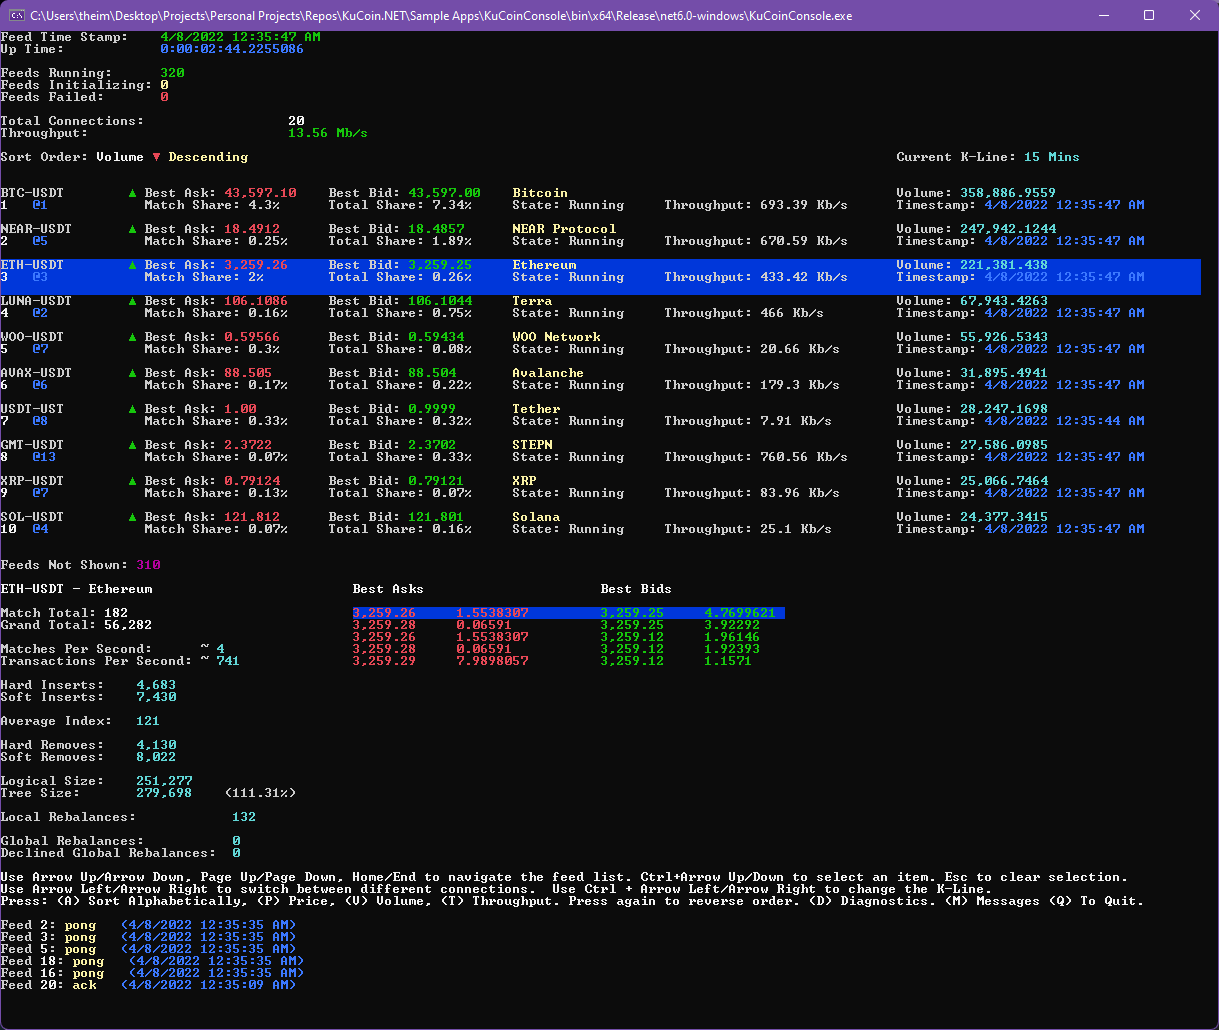 C:\Users\theim\Desktop\Projects\Personal Projects\Repos\KuCoin.NET\Sample Apps\KuCoinConsole\bin\x64\Release\net6.0-windows\KuCoinConsole.exe
Feed Time Stamp: 4/8/2022 12:35:47 AM
Up Time: 0:00:02:44.2255086
Feeds Running: 320
Feeds Initializing: 0
Feeds Failed: 0
Total Connections: 20
Throughput: 13.56 Mb/s
Sort Order: Volume ▼ Descending Current K-Line: 15 Mins
BTC-USDT ▲ Best Ask: 43,597.10 Best Bid: 43,597.00 Bitcoin Volume: 358,886.9559
1 @1 Match Share: 4.3% Total Share: 7.34% State: Running Throughput: 693.39 Kb/s Timestamp: 4/8/2022 12:35:47 AM
NEAR-USDT ▲ Best Ask: 18.4912 Best Bid: 18.4857 NEAR Protocol Volume: 247,942.1244
2 @5 Match Share: 0.25% Total Share: 1.89% State: Running Throughput: 670.59 Kb/s Timestamp: 4/8/2022 12:35:47 AM
ETH-USDT ▲ Best Ask: 3,259.26 Best Bid: 3,259.25 Ethereum Volume: 221,381.438
3 @3 Match Share: 2% Total Share: 0.26% State: Running Throughput: 433.42 Kb/s Timestamp: 4/8/2022 12:35:47 AM
LUNA-USDT ▲ Best Ask: 106.1086 Best Bid: 106.1044 Terra Volume: 67,943.4263
4 @2 Match Share: 0.16% Total Share: 0.75% State: Running Throughput: 466 Kb/s Timestamp: 4/8/2022 12:35:47 AM
WOO-USDT ▲ Best Ask: 0.59566 Best Bid: 0.59434 WOO Network Volume: 55,926.5343
5 @7 Match Share: 0.3% Total Share: 0.08% State: Running Throughput: 20.66 Kb/s Timestamp: 4/8/2022 12:35:47 AM
AVAX-USDT ▲ Best Ask: 88.505 Best Bid: 88.504 Avalanche Volume: 31,895.4941
6 @6 Match Share: 0.17% Total Share: 0.22% State: Running Throughput: 179.3 Kb/s Timestamp: 4/8/2022 12:35:47 AM
USDT-UST ▲ Best Ask: 1.00 Best Bid: 0.9999 Tether Volume: 28,247.1698
7 @8 Match Share: 0.33% Total Share: 0.32% State: Running Throughput: 7.91 Kb/s Timestamp: 4/8/2022 12:35:44 AM
GMT-USDT ▲ Best Ask: 2.3722 Best Bid: 2.3702 STEPN Volume: 27,586.0985
8 @13 Match Share: 0.07% Total Share: 0.33% State: Running Throughput: 760.56 Kb/s Timestamp: 4/8/2022 12:35:47 AM
XRP-USDT ▲ Best Ask: 0.79124 Best Bid: 0.79121 XRP Volume: 25,066.7464
9 @7 Match Share: 0.13% Total Share: 0.07% State: Running Throughput: 83.96 Kb/s Timestamp: 4/8/2022 12:35:47 AM
SOL-USDT ▲ Best Ask: 121.812 Best Bid: 121.801 Solana Volume: 24,377.3415
10 @4 Match Share: 0.07% Total Share: 0.16% State: Running Throughput: 25.1 Kb/s Timestamp: 4/8/2022 12:35:47 AM
Feeds Not Shown: 310
ETH-USDT - Ethereum Best Asks Best Bids
Match Total: 182 3,259.26 1.5538307 3,259.25 4.7699621
Grand Total: 56,282 3,259.28 0.06591 3,259.25 3.92292
3,259.26 1.5538307 3,259.12 1.96146
Matches Per Second: ~ 4 3,259.28 0.06591 3,259.12 1.92393
Transactions Per Second: ~ 741 3,259.29 7.9898057 3,259.12 1.1571
Hard Inserts: 4,683
Soft Inserts: 7,430
Average Index: 121
Hard Removes: 4,130
Soft Removes: 8,022
Logical Size: 251,277
Tree Size: 279,698 (111.31%)
Local Rebalances: 132
Global Rebalances: 0
Declined Global Rebalances: 0
Use Arrow Up/Arrow Down, Page Up/Page Down, Home/End to navigate the feed list. Ctrl+Arrow Up/Down to select an item. Esc to clear selection.
Use Arrow Left/Arrow Right to switch between different connections. Use Ctrl + Arrow Left/Arrow Right to change the K-Line.
Press: (A) Sort Alphabetically, (P) Price, (V) Volume, (T) Throughput. Press again to reverse order. (D) Diagnostics. (M) Messages (Q) To Quit.
Feed 2: pong (4/8/2022 12:35:35 AM)
Feed 3: pong (4/8/2022 12:35:35 AM)
Feed 5: pong (4/8/2022 12:35:35 AM)
Feed 18: pong (4/8/2022 12:35:35 AM)
Feed 16: pong (4/8/2022 12:35:35 AM)
Feed 20: ack (4/8/2022 12:35:09 AM)